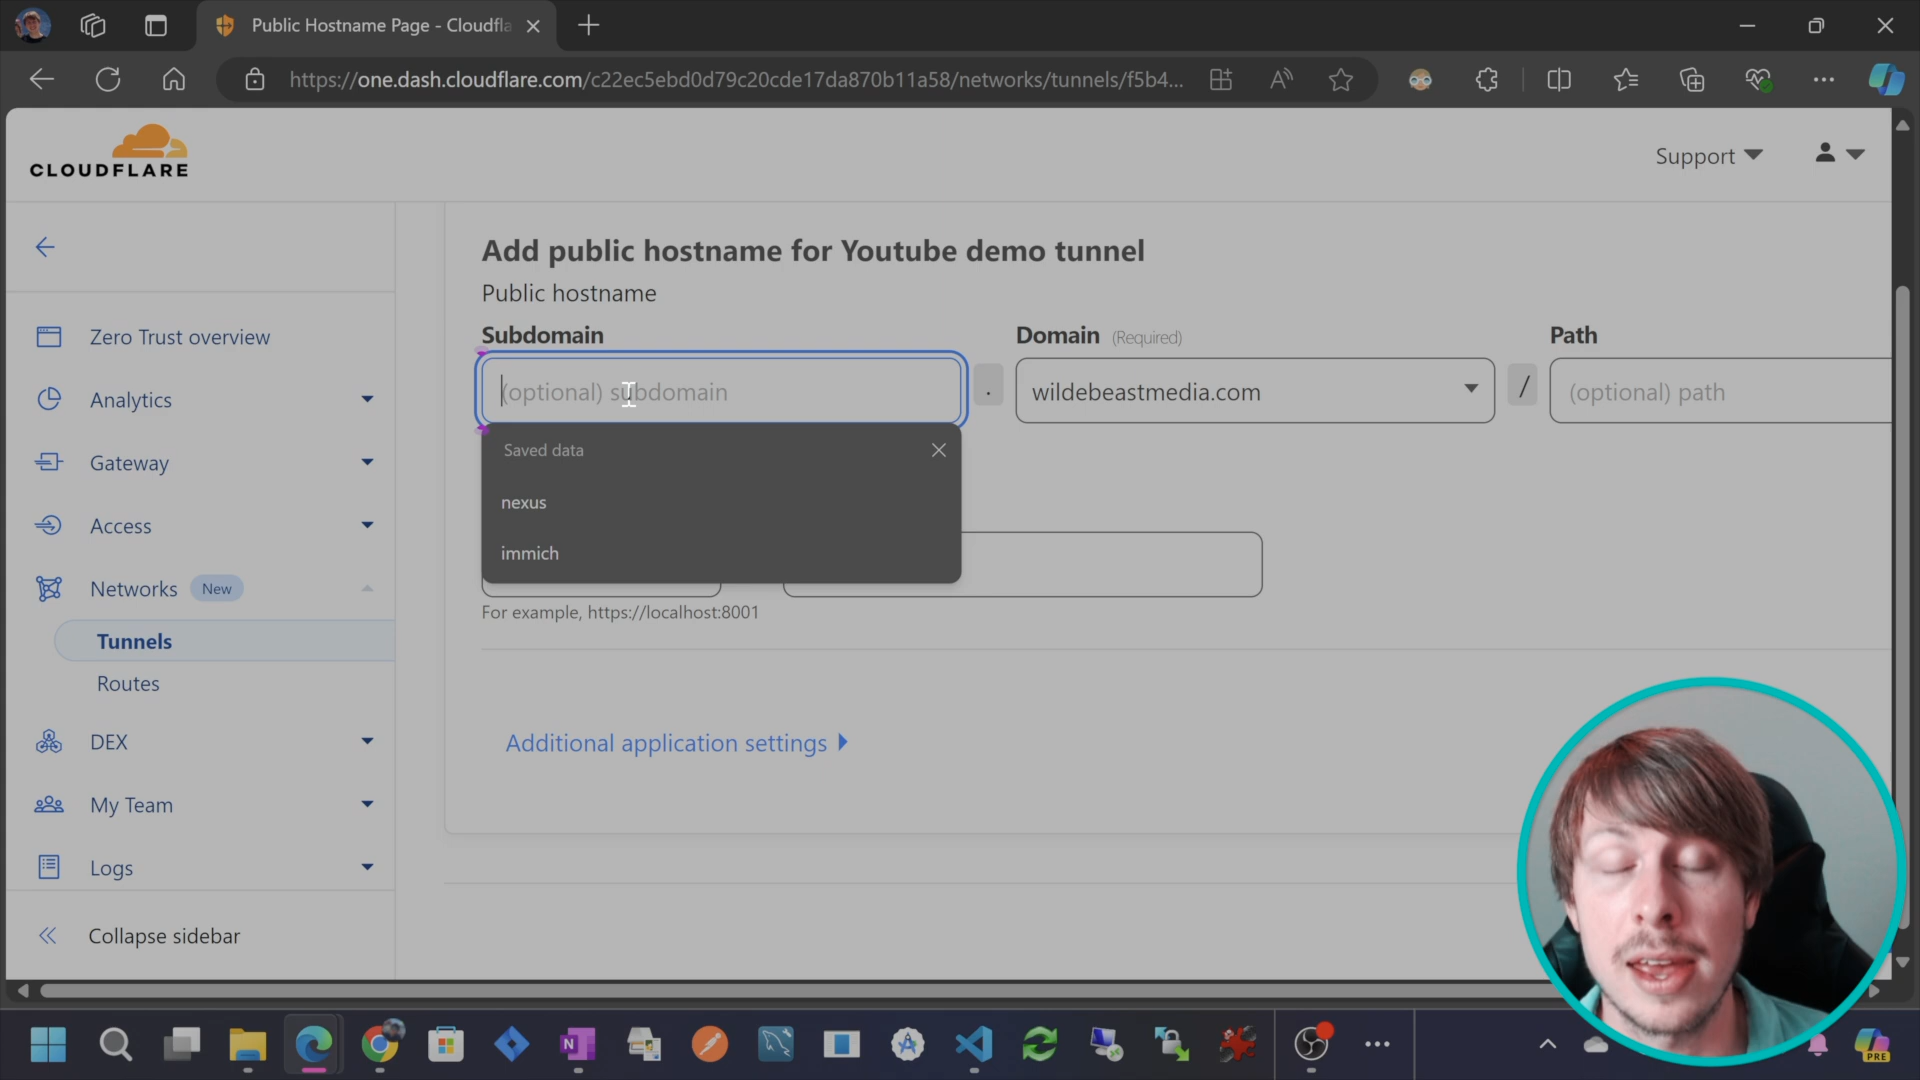 Public Hostname Page - Cloudfla
https://one.dash.cloudflare.com/c22ec5ebd0d79c20cde17da870b11a58/networks/tunnels/f5b4...
CLOUDFLARE
Support
Add public hostname for Youtube demo tunnel
Public hostname
Subdomain
Domain (Required)
Path
(optional) subdomain
.
wildebeastmedia.com
/
(optional) path
Saved data
nexus
immich
For example, https://localhost:8001
Additional application settings
Zero Trust overview
Analytics
Gateway
Access
Networks New
Tunnels
Routes
DEX
My Team
Logs
Collapse sidebar
N
PRE